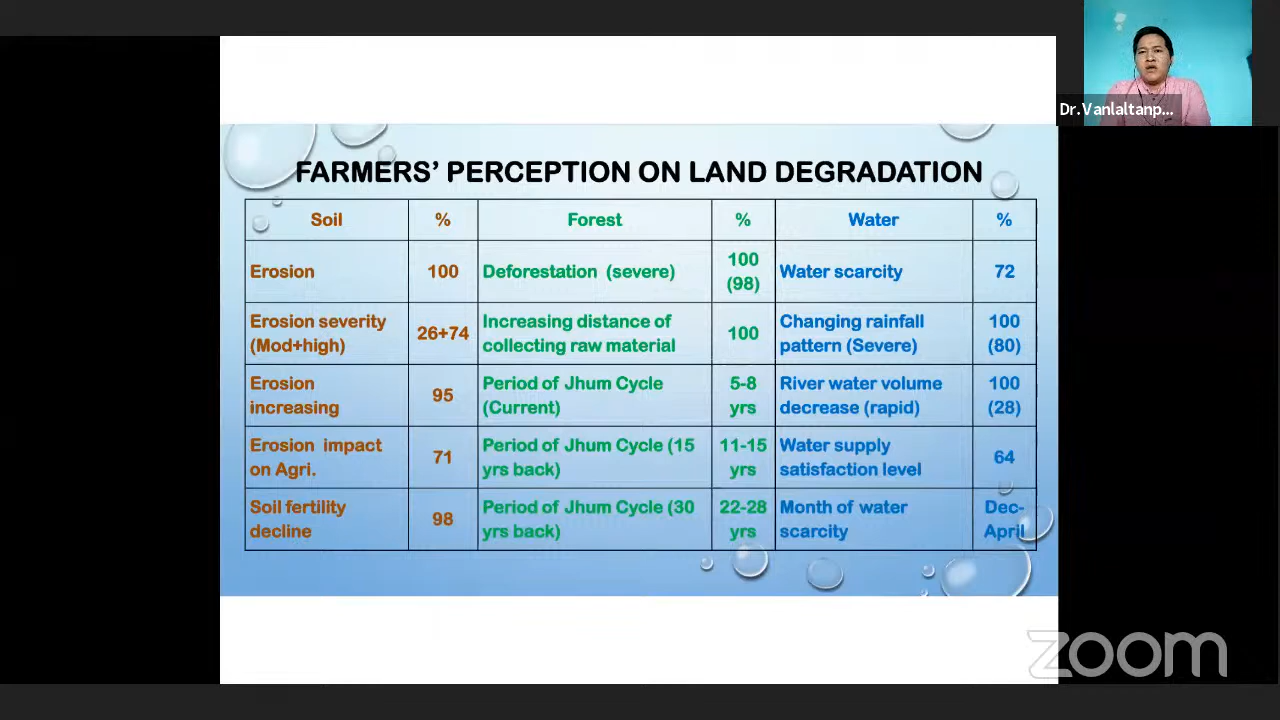 Dr.Vanlaltanp...
FARMERS’ PERCEPTION ON LAND DEGRADATION
Soil % Forest % Water %
Erosion 100 Deforestation (severe) 100 (98) Water scarcity 72
Erosion severity (Mod+high) 26+74 Increasing distance of collecting raw material 100 Changing rainfall pattern (Severe) 100 (80)
Erosion increasing 95 Period of Jhum Cycle (Current) 5-8 yrs River water volume decrease (rapid) 100 (28)
Erosion impact on Agri. 71 Period of Jhum Cycle (15 yrs back) 11-15 yrs Water supply satisfaction level 64
Soil fertility decline 98 Period of Jhum Cycle (30 yrs back) 22-28 yrs Month of water scarcity Dec-April
zoom